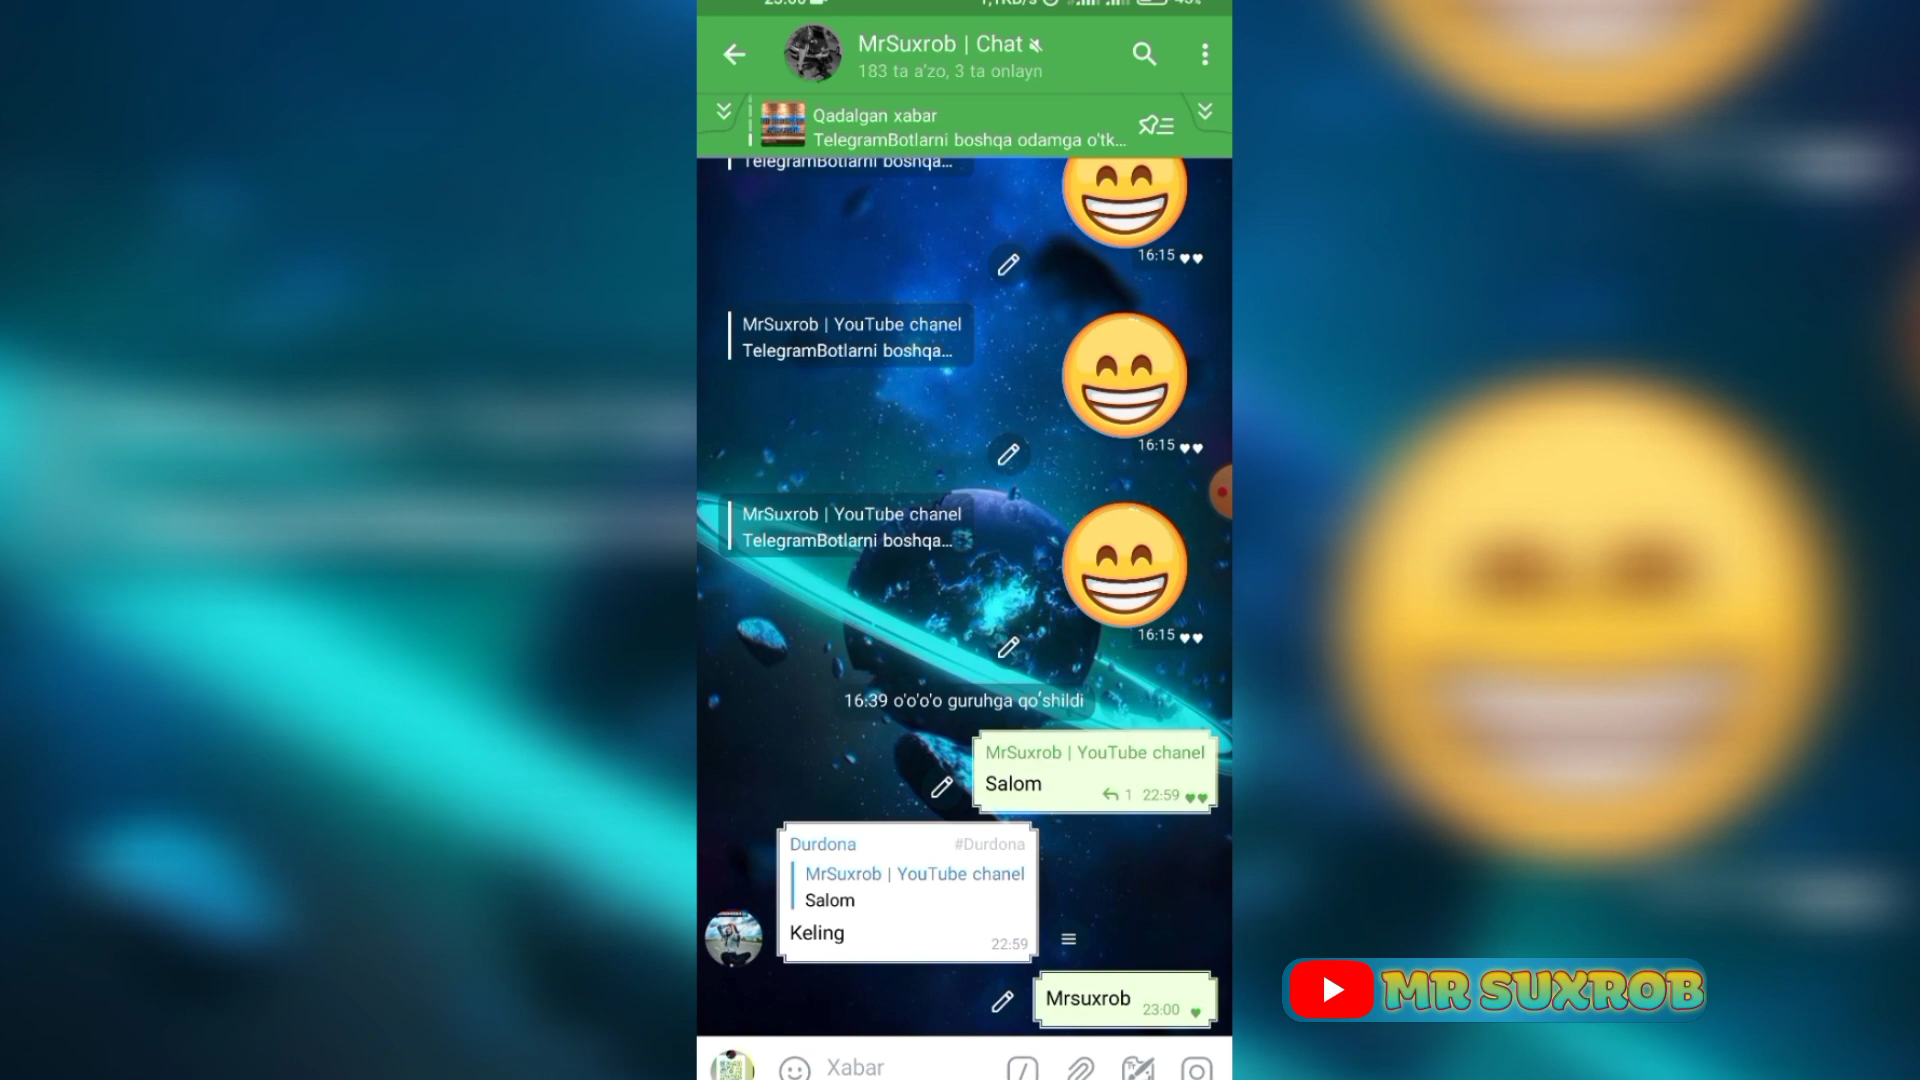 MrSuxrob | Chat
183 ta a'zo, 3 ta onlayn
Qadalgan xabar
TelegramBotlarni boshqa odamga o'tk...
TelegramBotlarni boshqa...
16:15
MrSuxrob | YouTube chanel
TelegramBotlarni boshqa...
16:15
MrSuxrob | YouTube chanel
TelegramBotlarni boshqa...
16:15
16:39 o'o'o'o guruhga qoʻshildi
MrSuxrob | YouTube chanel
Salom
1 22:59
Durdona #Durdona
MrSuxrob | YouTube chanel
Salom
Keling
22:59
Mrsuxrob
23:00
Xabar
MR SUXROB